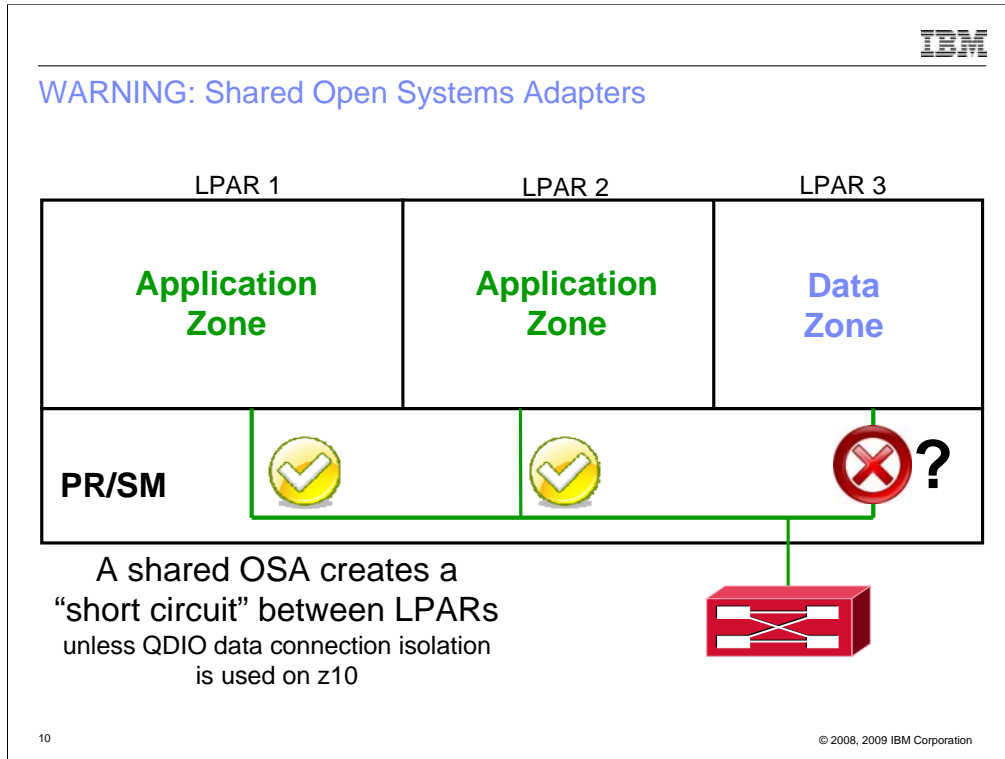 IBM
WARNING: Shared Open Systems Adapters
LPAR 1
LPAR 2
LPAR 3
Application
Zone
Application
Zone
Data
Zone
PR/SM
?
A shared OSA creates a
“short circuit” between LPARs
unless QDIO data connection isolation
is used on z10
10
© 2008, 2009 IBM Corporation